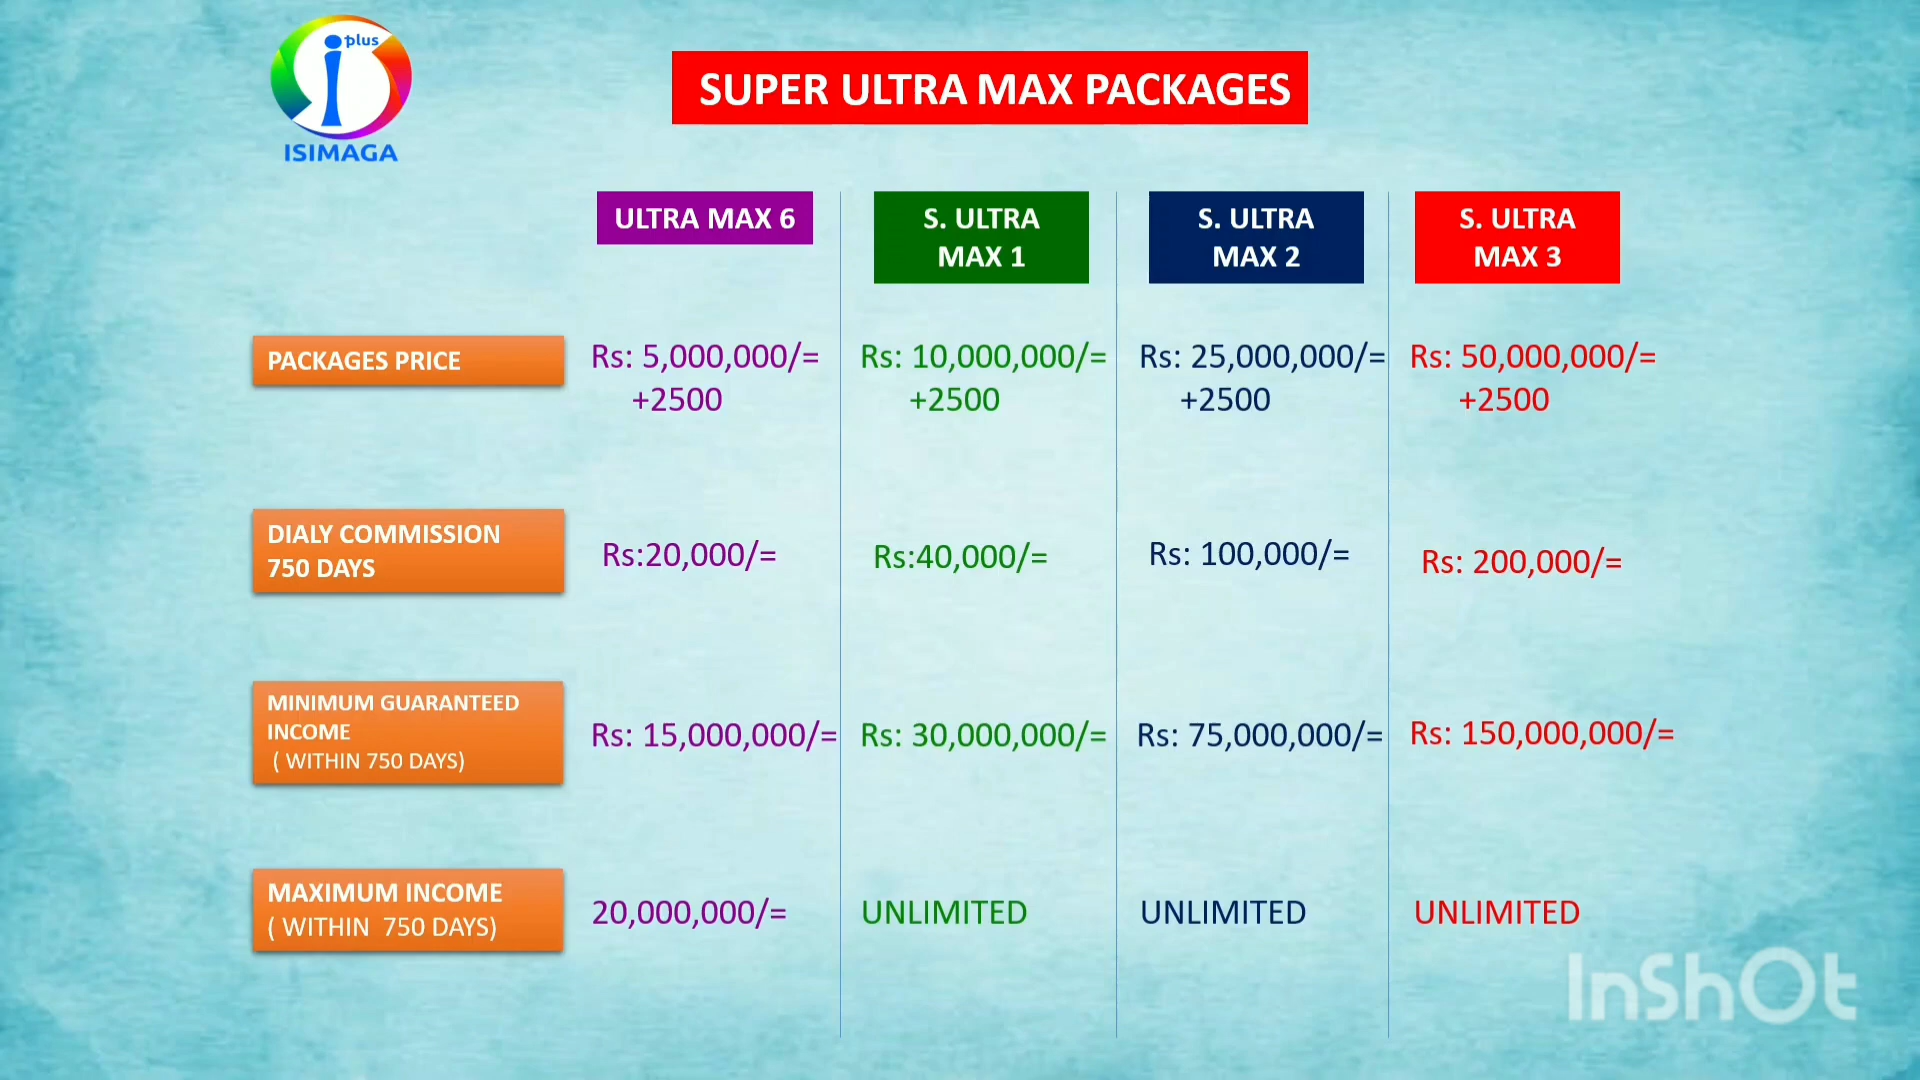 i plus
ISIMAGA
SUPER ULTRA MAX PACKAGES
ULTRA MAX 6
S. ULTRA
MAX 1
S. ULTRA
MAX 2
S. ULTRA
MAX 3
PACKAGES PRICE
Rs: 5,000,000/=
+2500
Rs: 10,000,000/=
+2500
Rs: 25,000,000/=
+2500
Rs: 50,000,000/=
+2500
DIALY COMMISSION
750 DAYS
Rs:20,000/=
Rs:40,000/=
Rs: 100,000/=
Rs: 200,000/=
MINIMUM GUARANTEED
INCOME
( WITHIN 750 DAYS)
Rs: 15,000,000/=
Rs: 30,000,000/=
Rs: 75,000,000/=
Rs: 150,000,000/=
MAXIMUM INCOME
( WITHIN 750 DAYS)
20,000,000/=
UNLIMITED
UNLIMITED
UNLIMITED
InShOt